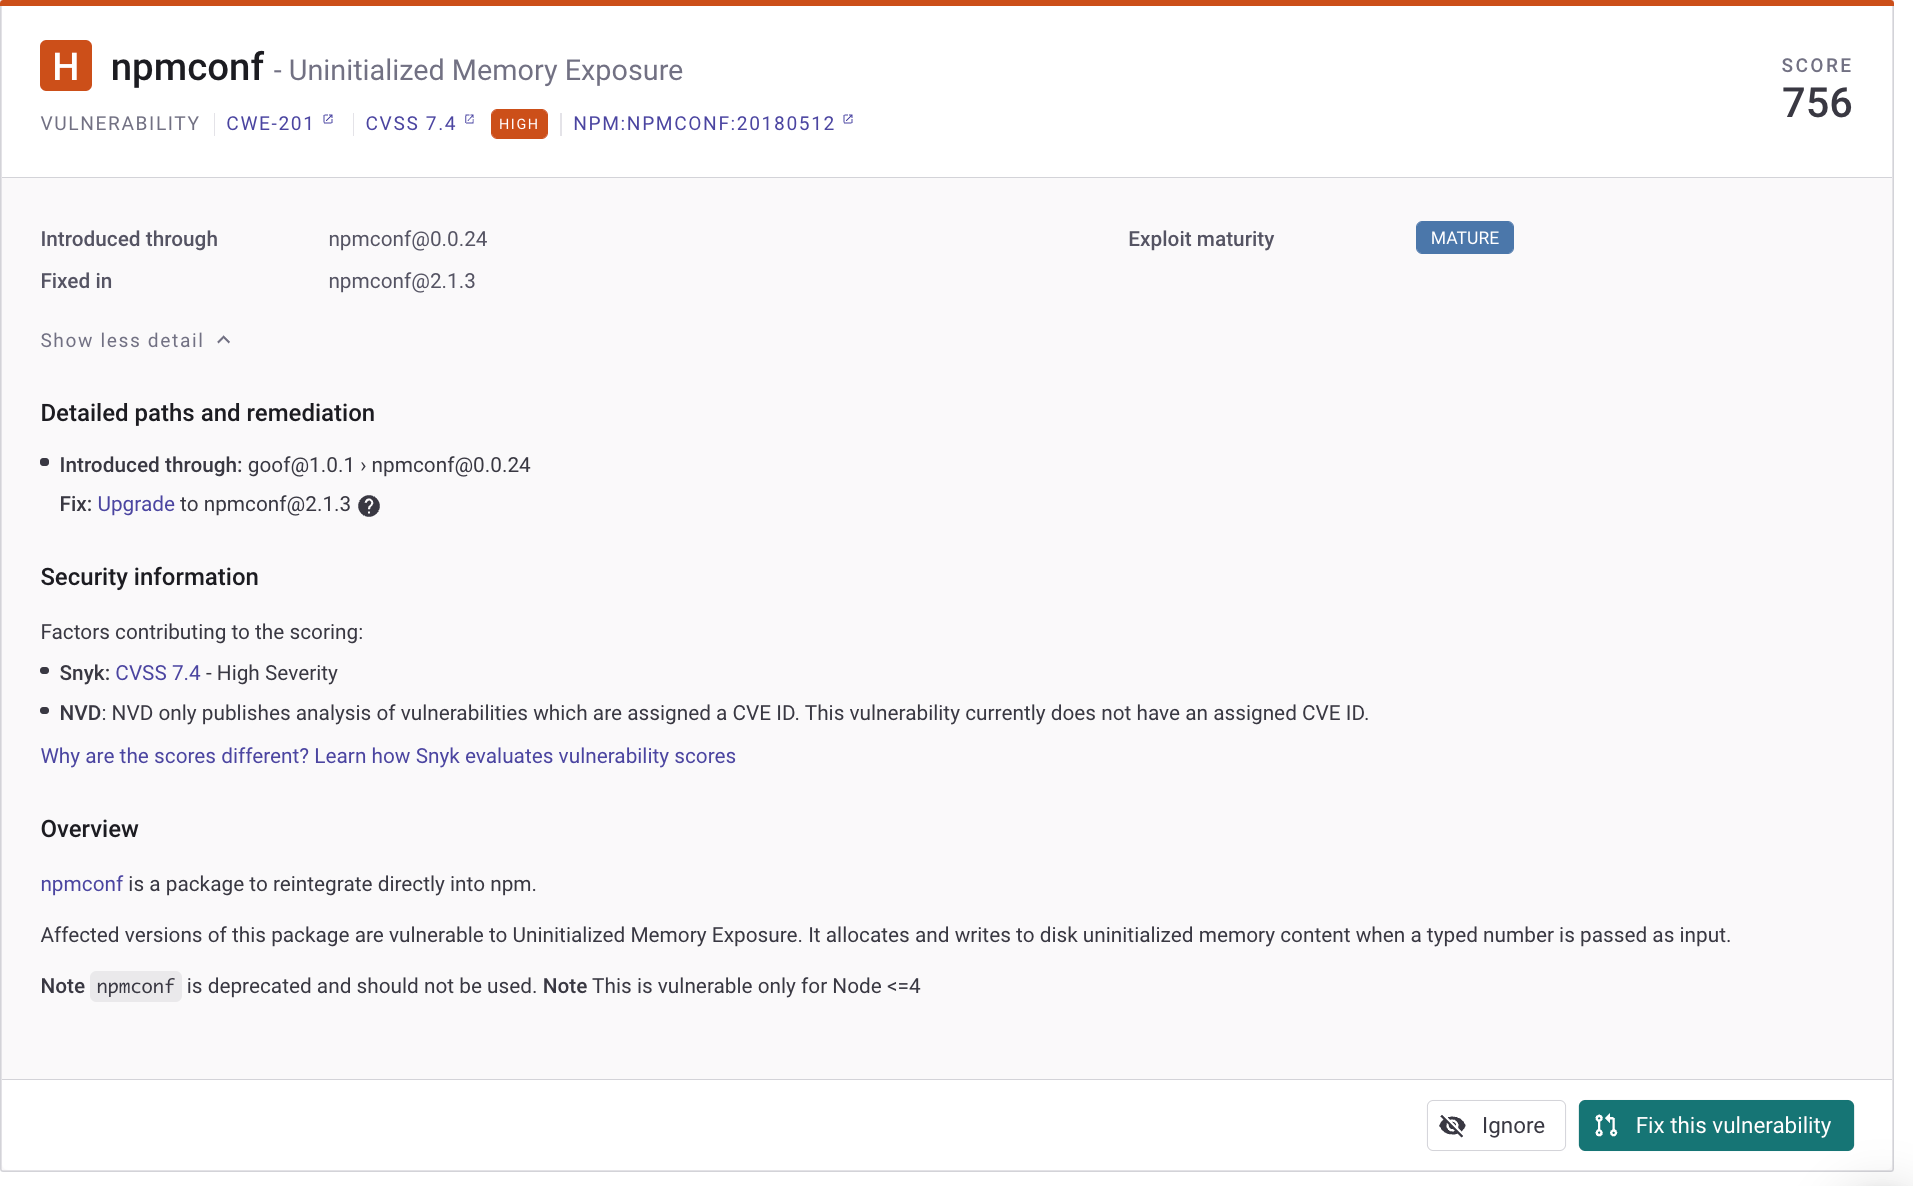 H npmconf - Uninitialized Memory Exposure
SCORE
756
VULNERABILITY CWE-201 CVSS 7.4 HIGH NPM:NPMCONF:20180512
Introduced through npmconf@0.0.24 Exploit maturity MATURE
Fixed in npmconf@2.1.3
Show less detail
Detailed paths and remediation
Introduced through: goof@1.0.1 › npmconf@0.0.24
Fix: Upgrade to npmconf@2.1.3 ?
Security information
Factors contributing to the scoring:
Snyk: CVSS 7.4 - High Severity
NVD: NVD only publishes analysis of vulnerabilities which are assigned a CVE ID. This vulnerability currently does not have an assigned CVE ID.
Why are the scores different? Learn how Snyk evaluates vulnerability scores
Overview
npmconf is a package to reintegrate directly into npm.
Affected versions of this package are vulnerable to Uninitialized Memory Exposure. It allocates and writes to disk uninitialized memory content when a typed number is passed as input.
Note npmconf is deprecated and should not be used. Note This is vulnerable only for Node <=4
Ignore Fix this vulnerability